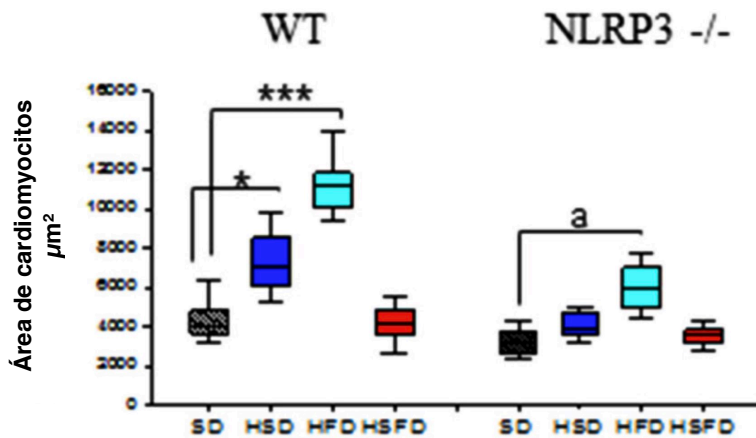 WT NLRP3 -/-
Área de cardiomyocitos
µm²
16000
14000
12000
10000
8000
6000
4000
2000
0
***
*
a
SD HSD HFD HSFD SD HSD HFD HSFD